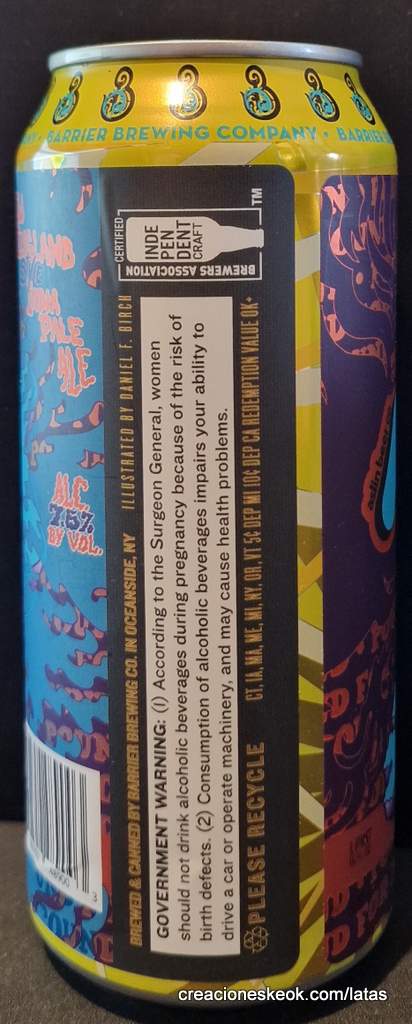 BARRIER BREWING COMPANY • BARRIER
PALE
ALE
ALC.
7.5%
BY VOL.
BREWED & CANNED BY BARRIER BREWING CO. IN OCEANSIDE, NY
ILLUSTRATED BY DANIEL F. BIRCH
CERTIFIED
INDE
PEN
DENT
CRAFT
BREWERS ASSOCIATION
TM
GOVERNMENT WARNING: (1) According to the Surgeon General, women
should not drink alcoholic beverages during pregnancy because of the risk of
birth defects. (2) Consumption of alcoholic beverages impairs your ability to
drive a car or operate machinery, and may cause health problems.
PLEASE RECYCLE
CT, IA, MA, ME, MI, NY, OR, VT 5¢ DEP MI 10¢ DEP CA REDEMPTION VALUE OK+
3
creacioneskeok.com/latas